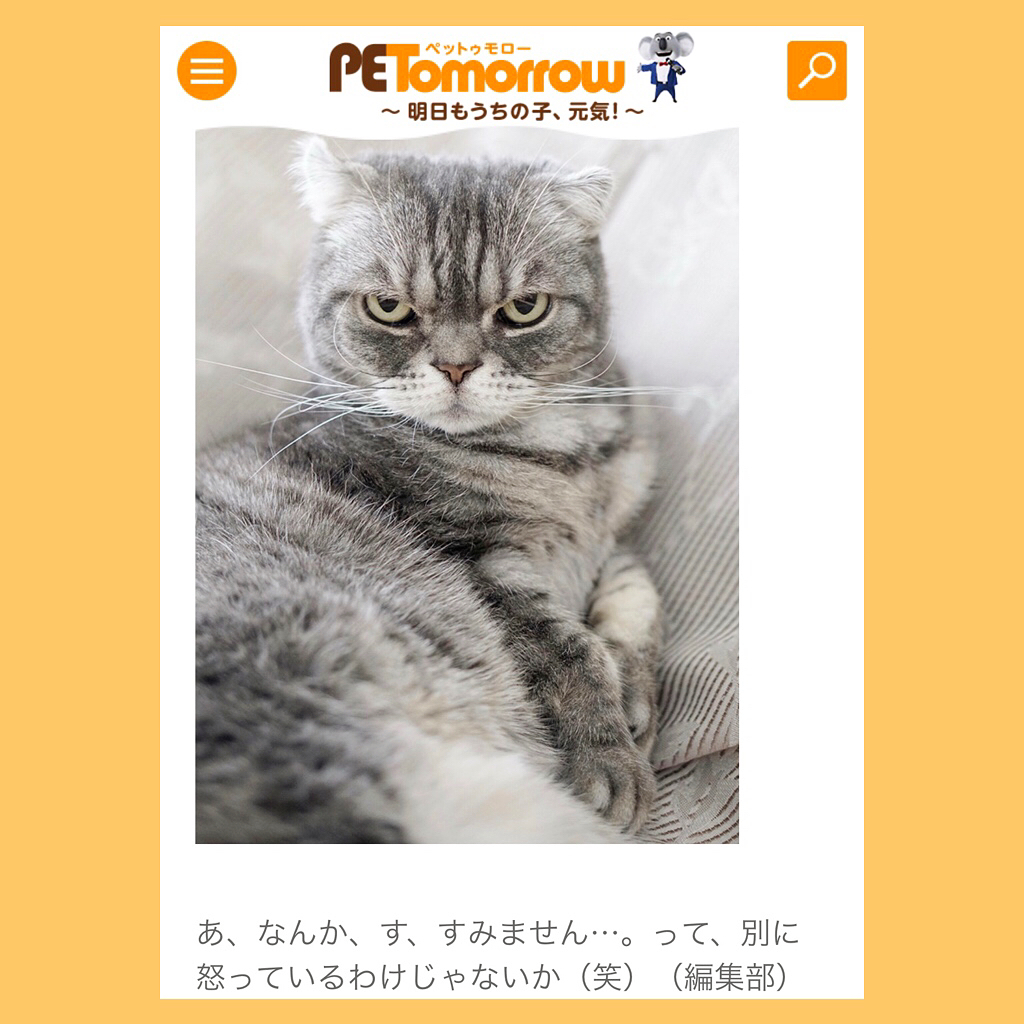 ペットゥモロー
PETomorrow
～ 明日もうちの子、元気！～
あ、なんか、す、すみません…。って、別に
怒っているわけじゃないか（笑）（編集部）